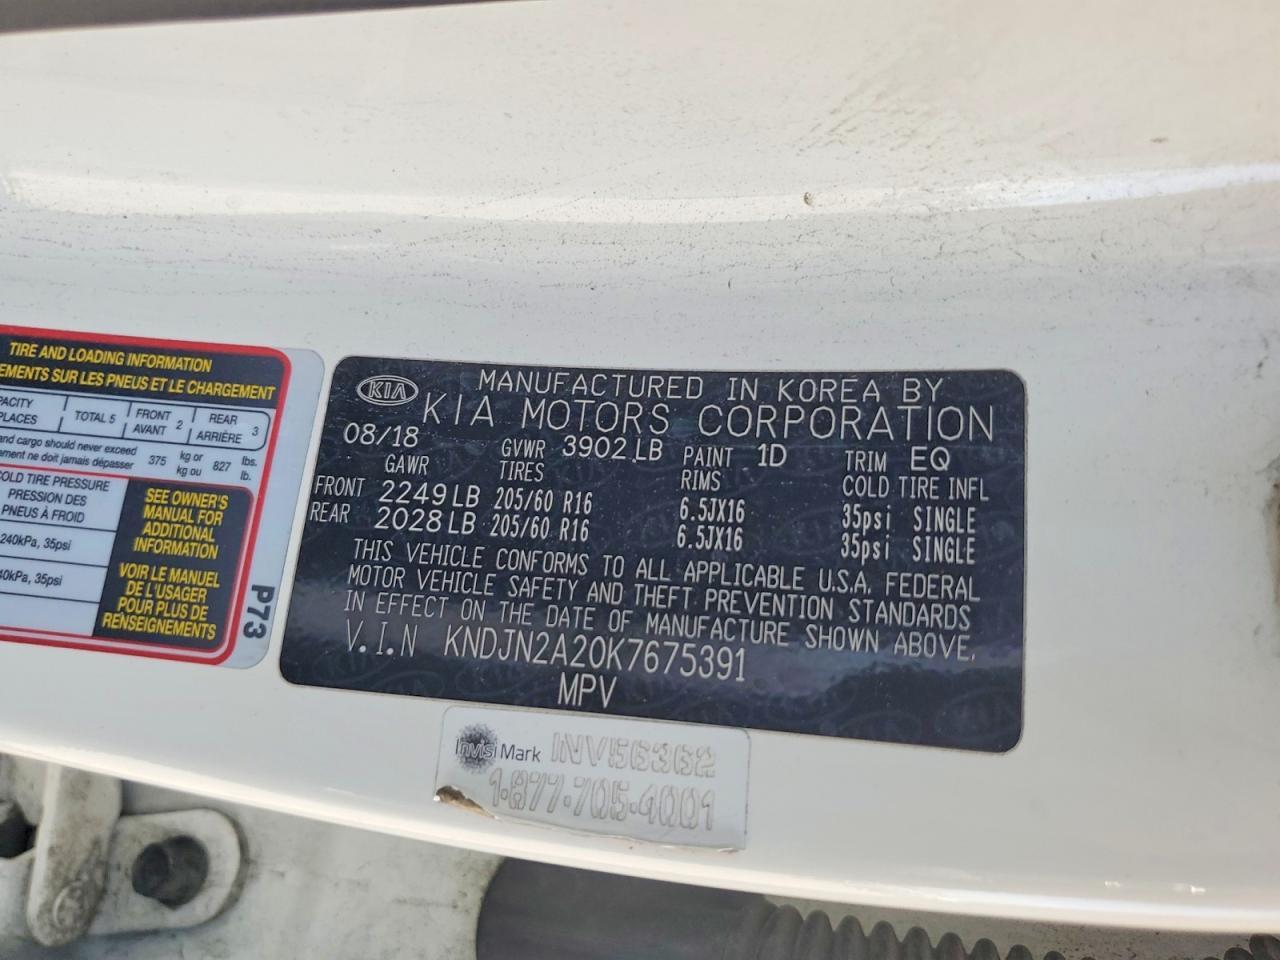 TIRE AND LOADING INFORMATION
EMENTS SUR LES PNEUS ET LE CHARGEMENT
PACITY
PLACES
TOTAL 5
FRONT
AVANT 2
REAR
ARRIÈRE 3
and cargo should never exceed
ement ne doit jamais dépasser
375 kg or
kg ou 827 lbs.
lb.
COLD TIRE PRESSURE
PRESSION DES
PNEUS À FROID
240kPa, 35psi
40kPa, 35psi
SEE OWNER'S
MANUAL FOR
ADDITIONAL
INFORMATION
VOIR LE MANUEL
DE L'USAGER
POUR PLUS DE
RENSEIGNEMENTS
P73
KIA
MANUFACTURED IN KOREA BY
KIA MOTORS CORPORATION
08/18 GVWR 3902 LB PAINT 1D TRIM EQ
GAWR TIRES RIMS COLD TIRE INFL
FRONT 2249 LB 205/60 R16 6.5JX16 35psi SINGLE
REAR 2028 LB 205/60 R16 6.5JX16 35psi SINGLE
THIS VEHICLE CONFORMS TO ALL APPLICABLE U.S.A. FEDERAL
MOTOR VEHICLE SAFETY AND THEFT PREVENTION STANDARDS
IN EFFECT ON THE DATE OF MANUFACTURE SHOWN ABOVE.
V.I.N KNDJN2A20K7675391
MPV
InvisiMark INV56362
1-877-705-4001